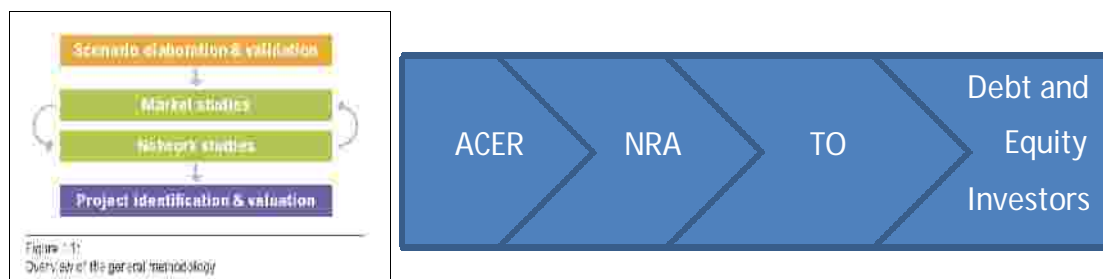 Scenario elaboration & validation
Market studies
Network studies
Project identification & valuation
Figure 1.1:
Overview of the general methodology
ACER
NRA
TO
Debt and
Equity
Investors